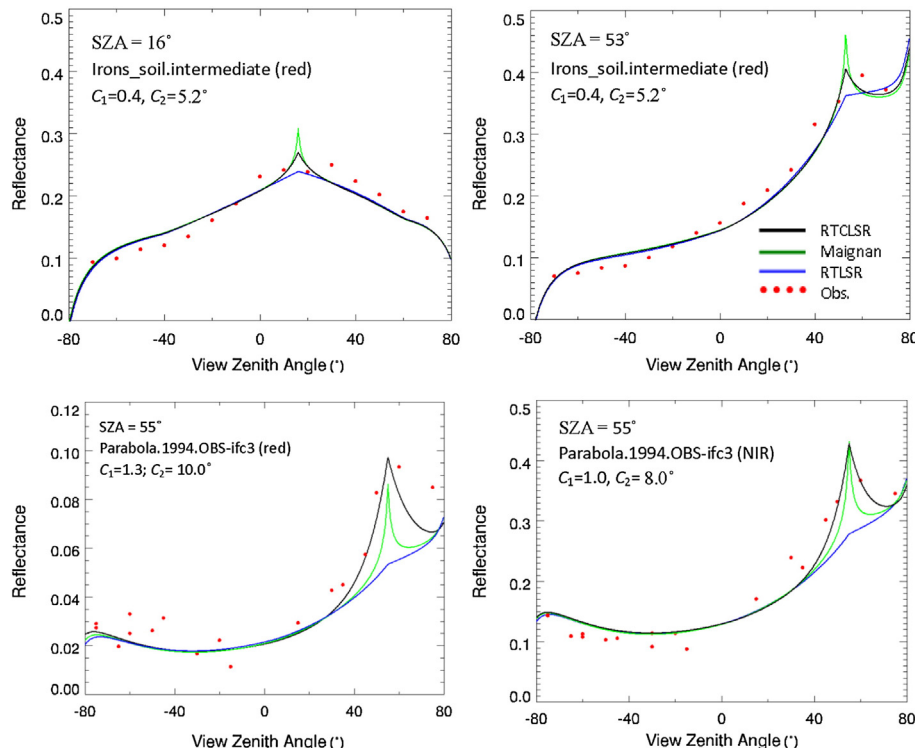 SZA = 16°
Irons_soil.intermediate (red)
C1=0.4, C2=5.2°
0.5
0.4
0.3
0.2
0.1
0.0
Reflectance
-80
-40
0
40
80
View Zenith Angle (°)
SZA = 53°
Irons_soil.intermediate (red)
C1=0.4, C2=5.2°
0.5
0.4
0.3
0.2
0.1
0.0
Reflectance
RTCLSR
Maignan
RTLSR
Obs.
-80
-40
0
40
80
View Zenith Angle (°)
SZA = 55°
Parabola.1994.OBS-ifc3 (red)
C1=1.3; C2= 10.0°
0.12
0.10
0.08
0.06
0.04
0.02
0.00
Reflectance
-80
-40
0
40
80
View Zenith Angle (°)
SZA = 55°
Parabola.1994.OBS-ifc3 (NIR)
C1=1.0, C2= 8.0°
0.5
0.4
0.3
0.2
0.1
0.0
Reflectance
-80
-40
0
40
80
View Zenith Angle (°)